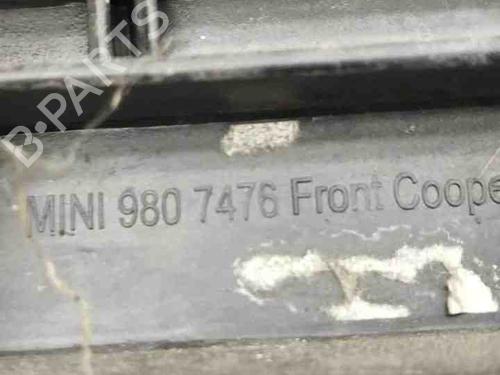 B-PARTS
MINI 980 7476 Front Coope